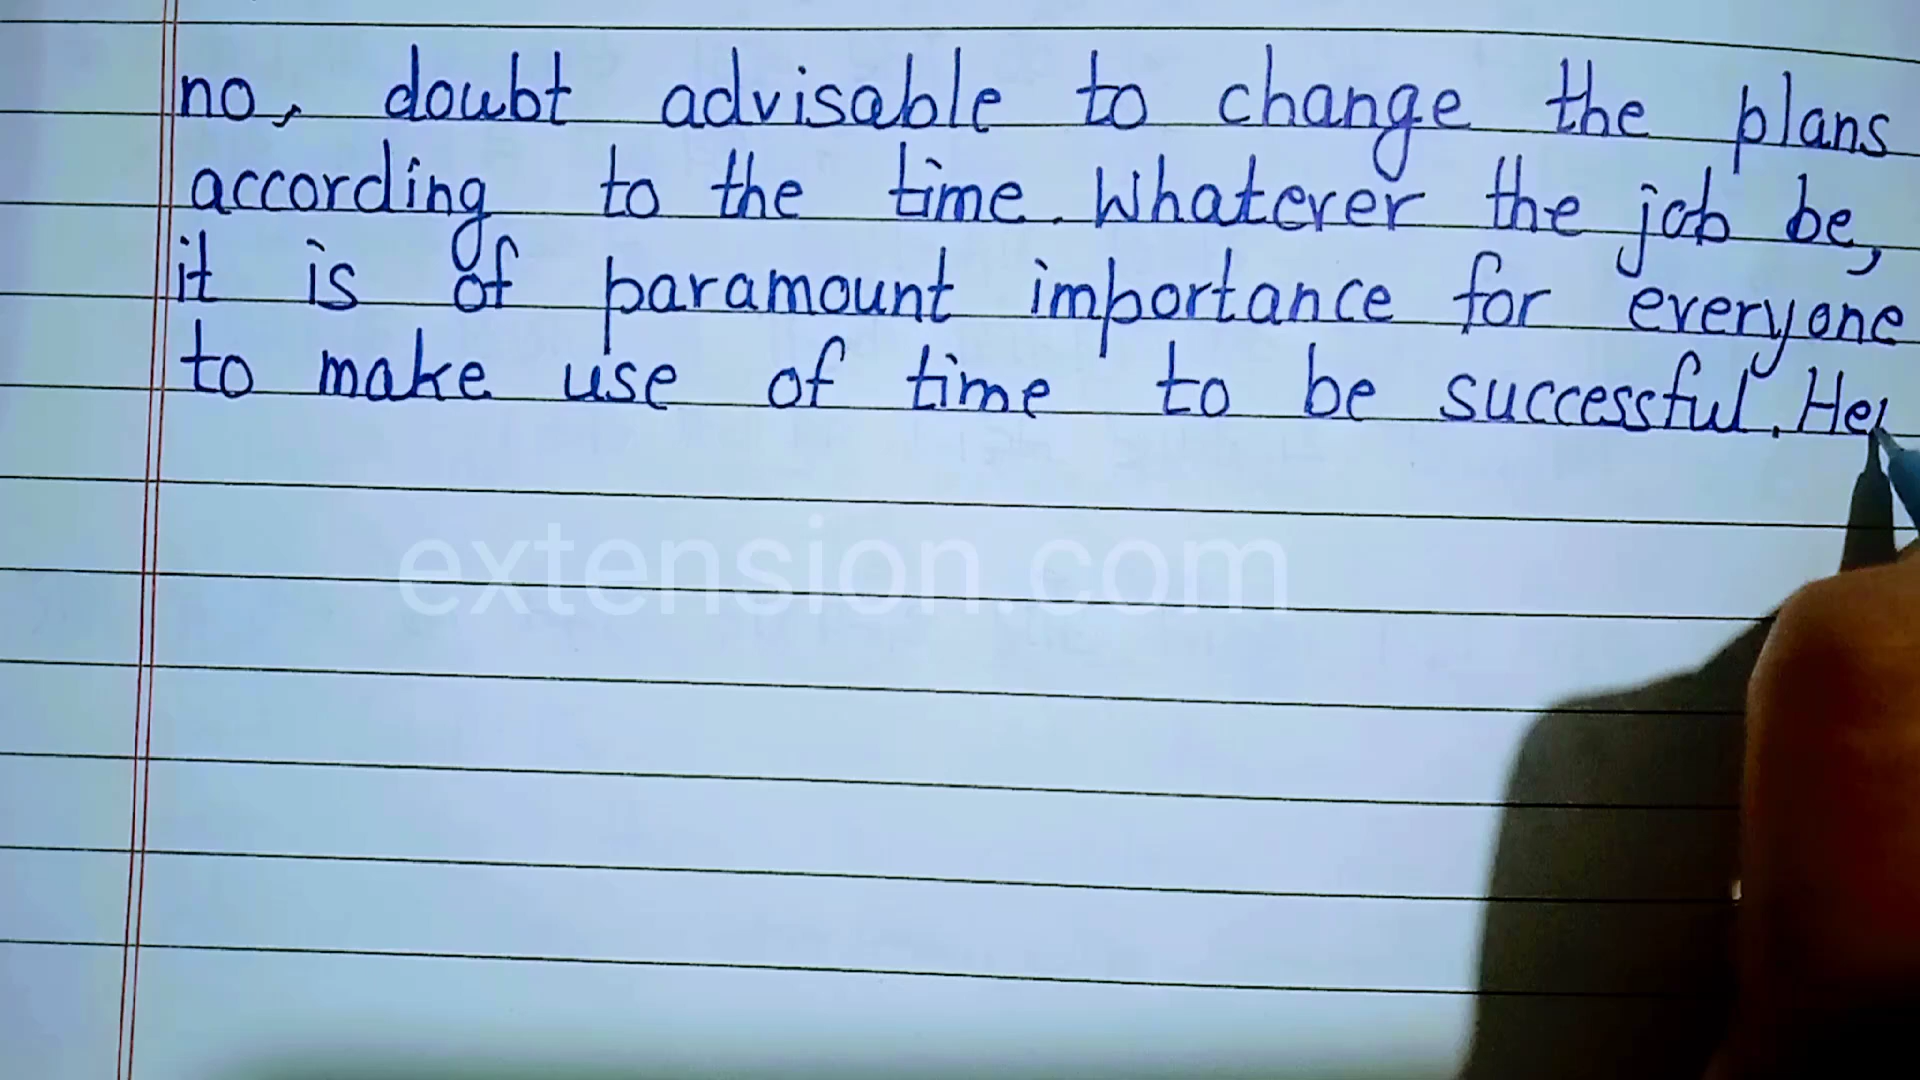 no, doubt advisable to change the plans
according to the time. Whatever the job be,
it is of paramount importance for everyone
to make use of time to be successful. He
extension.com